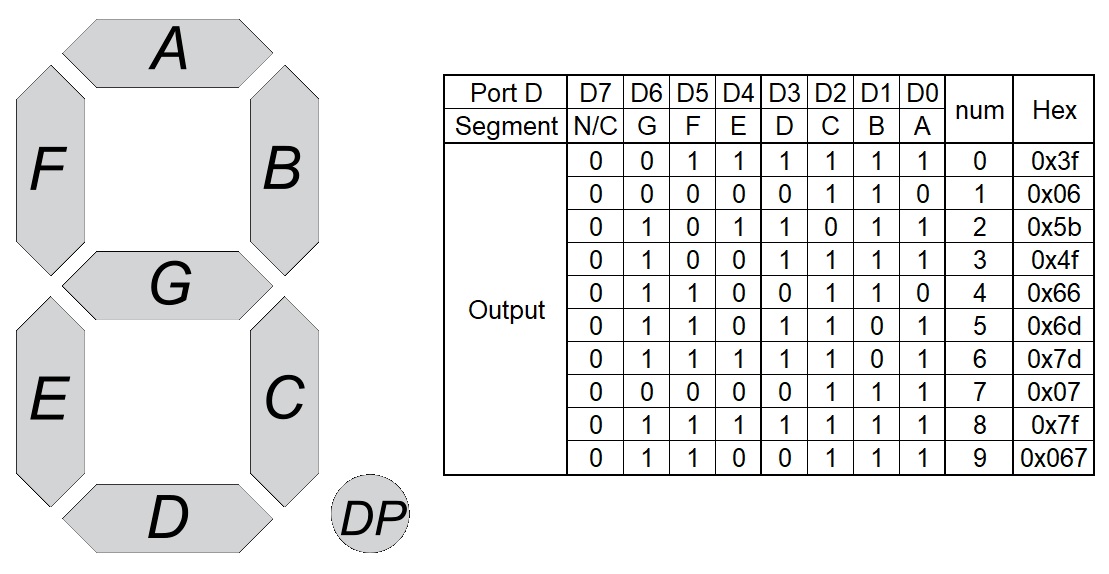 A
F
B
G
E
C
D
DP
Port D D7 D6 D5 D4 D3 D2 D1 D0 num Hex
Segment N/C G F E D C B A
Output
0 0 1 1 1 1 1 1 0 0x3f
0 0 0 0 0 1 1 0 1 0x06
0 1 0 1 1 0 1 1 2 0x5b
0 1 0 0 1 1 1 1 3 0x4f
0 1 1 0 0 1 1 0 4 0x66
0 1 1 0 1 1 0 1 5 0x6d
0 1 1 1 1 1 0 1 6 0x7d
0 0 0 0 0 1 1 1 7 0x07
0 1 1 1 1 1 1 1 8 0x7f
0 1 1 0 0 1 1 1 9 0x067